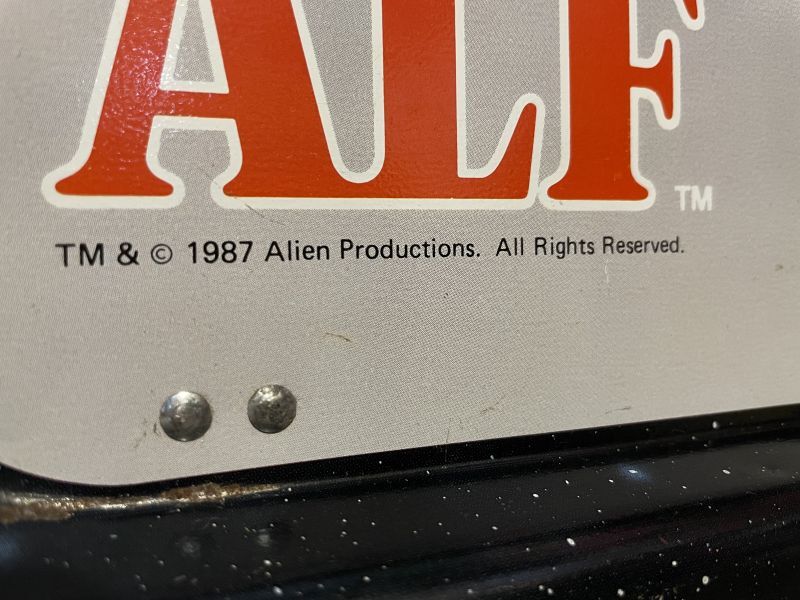 ALF TM
TM & © 1987 Alien Productions. All Rights Reserved.